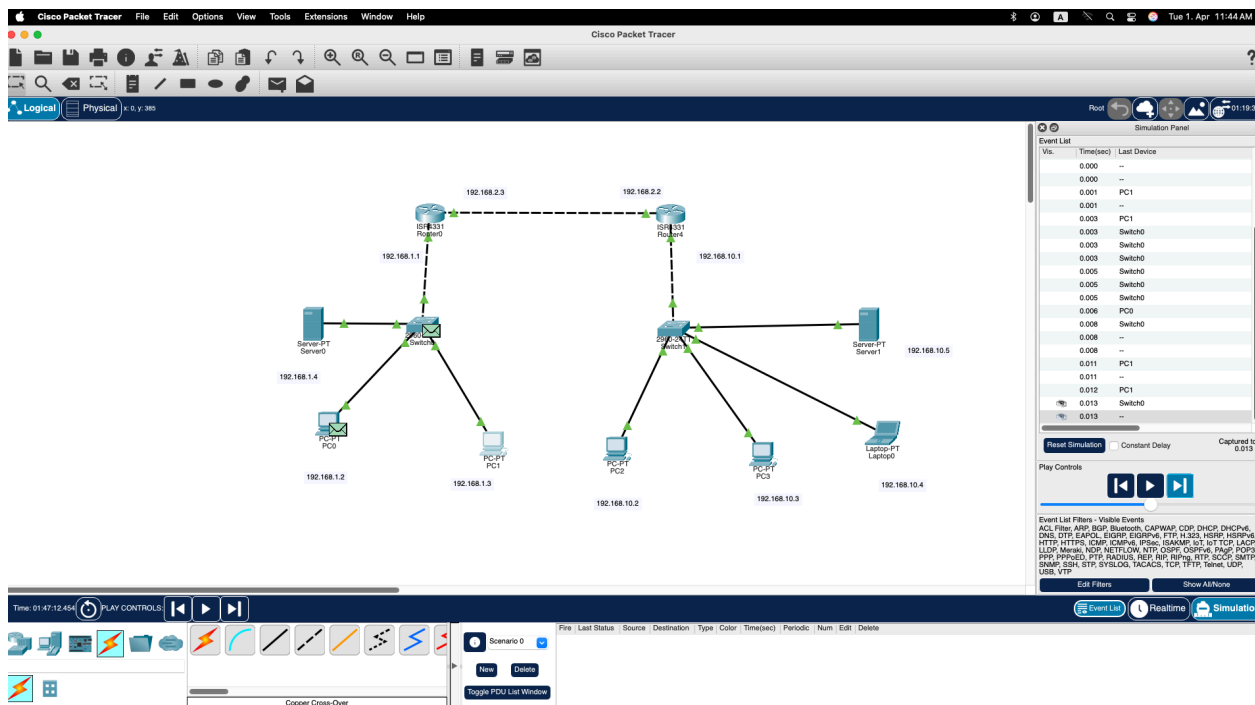 Cisco Packet Tracer File Edit Options View Tools Extensions Window Help
A Tue 1. Apr 11:44 AM
Cisco Packet Tracer
Logical Physical x: 0, y: 385
Root 01:19:3
Simulation Panel
Event List
Vis. Time(sec) Last Device
0.000 --
0.000 --
0.001 PC1
0.001 --
0.003 PC1
0.003 Switch0
0.003 Switch0
0.003 Switch0
0.005 Switch0
0.005 Switch0
0.005 Switch0
0.006 PC0
0.008 Switch0
0.008 --
0.008 --
0.011 PC1
0.011 --
0.012 PC1
0.013 Switch0
0.013 --
Reset Simulation Constant Delay Captured to
0.013
Play Controls
Event List Filters - Visible Events
ACL Filter, ARP, BGP, Bluetooth, CAPWAP, CDP, DHCP, DHCPv6,
DNS, DTP, EAPOL, EIGRP, EIGRPv6, FTP, H.323, HSRP, HSRPv6
HTTP, HTTPS, ICMP, ICMPv6, IPSec, ISAKMP, IoT, IoT TCP, LACP
LLDP, Meraki, NDP, NETFLOW, NTP, OSPF, OSPFv6, PAgP, POP3
PPP, PPPoED, PTP, RADIUS, REP, RIP, RIPng, RTP, SCCP, SMTP
SNMP, SSH, STP, SYSLOG, TACACS, TCP, TFTP, Telnet, UDP,
USB, VTP
Edit Filters Show All/None
192.168.2.3
192.168.2.2
ISR4331
Router0
ISR4331
Router4
192.168.1.1
192.168.10.1
Server-PT
Server0
Switch0
Switch1
Server-PT
Server1
192.168.10.5
192.168.1.4
PC-PT
PC0
PC-PT
PC1
PC-PT
PC2
PC-PT
PC3
Laptop-PT
Laptop0
192.168.1.2
192.168.1.3
192.168.10.2
192.168.10.3
192.168.10.4
Time: 01:47:12.454 PLAY CONTROLS:
Event List Realtime Simulatio
Scenario 0
New Delete
Toggle PDU List Window
Fire Last Status Source Destination Type Color Time(sec) Periodic Num Edit Delete
Copper Cross-Over